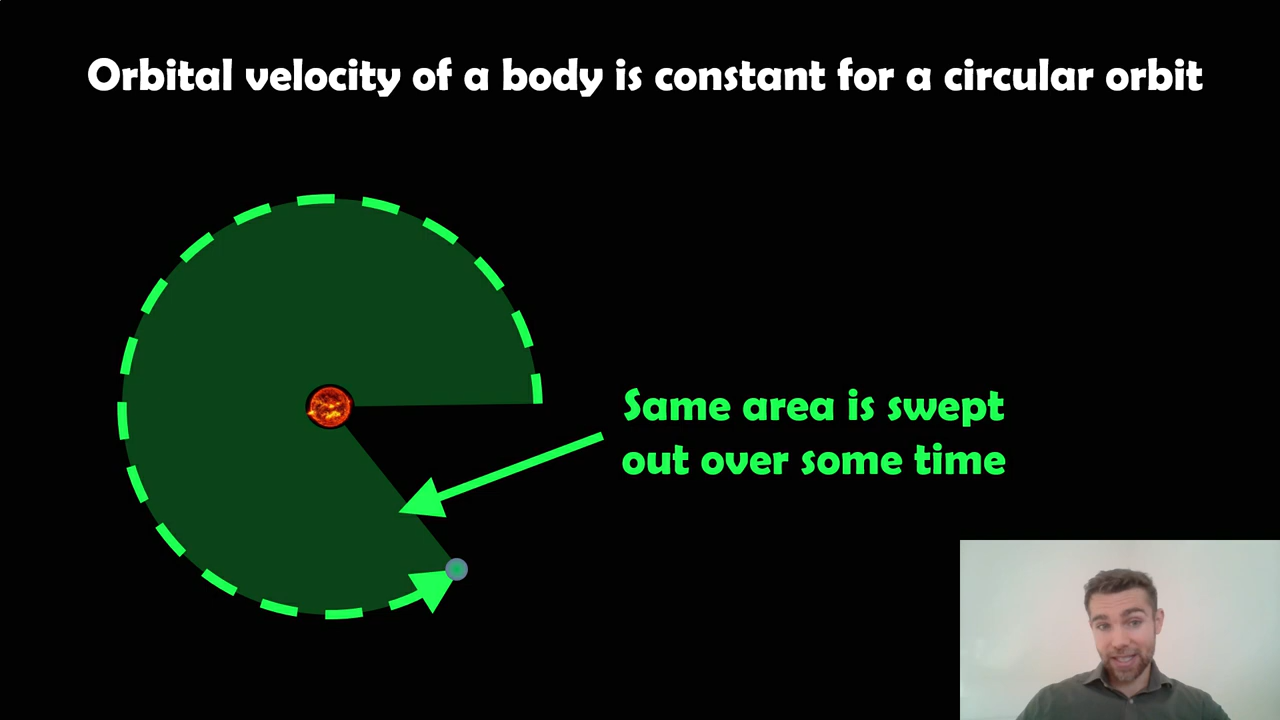 Orbital velocity of a body is constant for a circular orbit
Same area is swept
out over some time